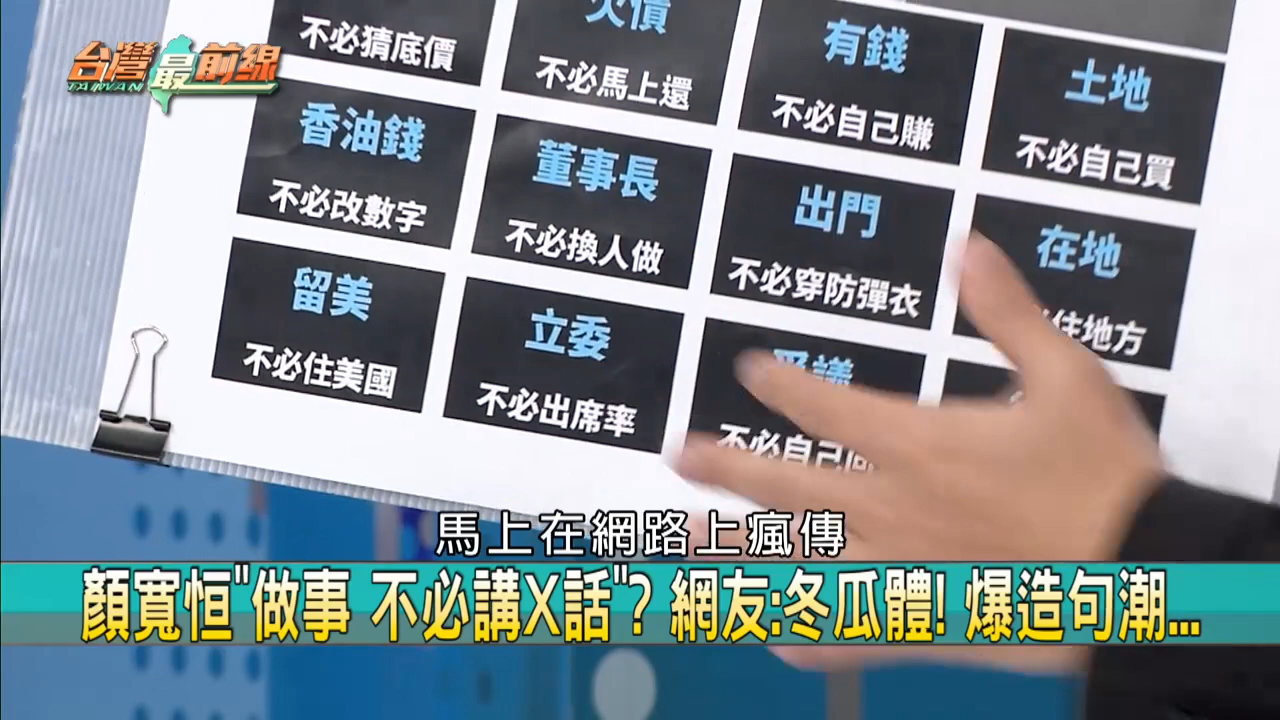 台灣最前線
TAIWAN
不必猜底價
欠債
不必馬上還
有錢
不必自己賺
土地
不必自己買
香油錢
不必改數字
董事長
不必換人做
出門
不必穿防彈衣
在地
住地方
留美
不必住美國
立委
不必出席率
爭議
不必自己
馬上在網路上瘋傳
顏寬恒"做事 不必講X話"? 網友:冬瓜體! 爆造句潮...